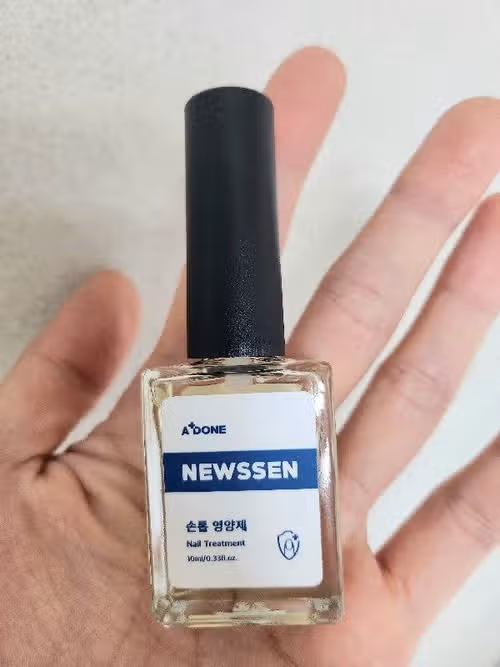 A+DONE
NEWSSEN
손톱 영양제
Nail Treatment
10ml/0.33fl.oz.